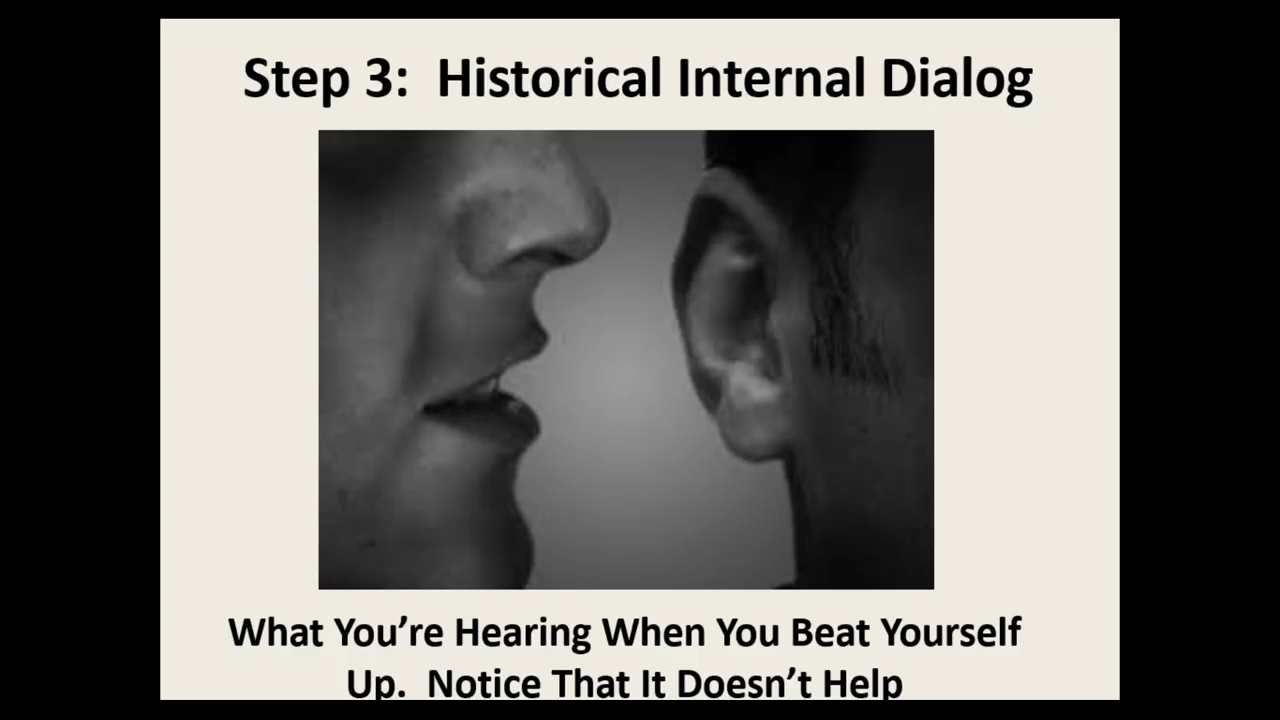 Step 3:  Historical Internal Dialog
What You’re Hearing When You Beat Yourself
Up.  Notice That It Doesn’t Help